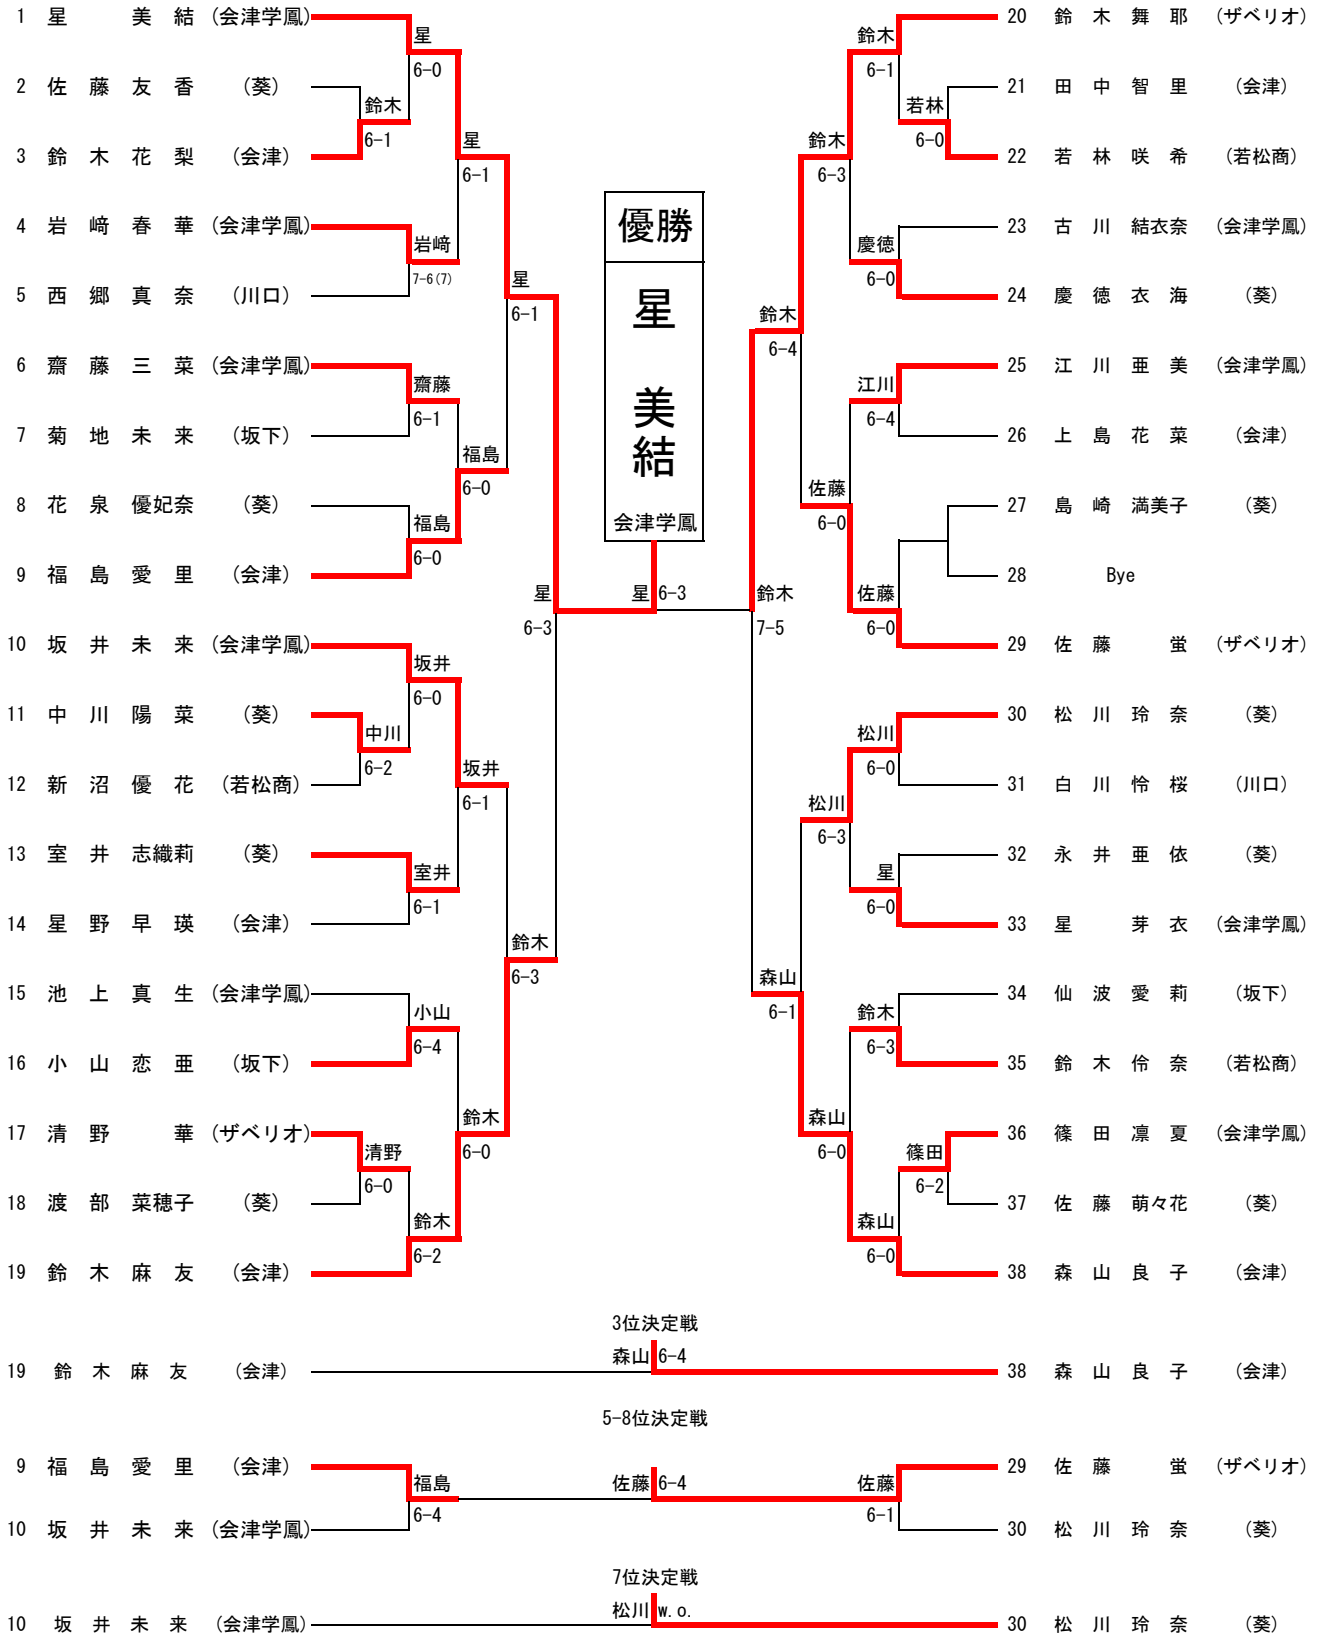 1 星 美 結 (会津学鳳)
2 佐 藤 友 香 (葵)
3 鈴 木 花 梨 (会津)
4 岩 﨑 春 華 (会津学鳳)
5 西 郷 真 奈 (川口)
6 齋 藤 三 菜 (会津学鳳)
7 菊 地 未 来 (坂下)
8 花 泉 優妃奈 (葵)
9 福 島 愛 里 (会津)
10 坂 井 未 来 (会津学鳳)
11 中 川 陽 菜 (葵)
12 新 沼 優 花 (若松商)
13 室 井 志織莉 (葵)
14 星 野 早 瑛 (会津)
15 池 上 真 生 (会津学鳳)
16 小 山 恋 亜 (坂下)
17 清 野 華 (ザベリオ)
18 渡 部 菜穂子 (葵)
19 鈴 木 麻 友 (会津)
鈴木
6-1
中川
6-2
清野
6-0
星
6-0
岩﨑
7-6(7)
齋藤
6-1
福島
6-0
坂井
6-0
室井
6-1
小山
6-4
鈴木
6-2
星
6-1
福島
6-0
坂井
6-1
鈴木
6-0
星
6-1
鈴木
6-3
星
6-3
優勝
星
美
結
会津学鳳
星 6-3
鈴木
7-5
鈴木
6-4
森山
6-1
鈴木
6-3
佐藤
6-0
松川
6-3
森山
6-0
鈴木
6-1
慶徳
6-0
江川
6-4
佐藤
6-0
松川
6-0
星
6-0
鈴木
6-3
森山
6-0
若林
6-0
篠田
6-2
20 鈴 木 舞 耶 (ザベリオ)
21 田 中 智 里 (会津)
22 若 林 咲 希 (若松商)
23 古 川 結衣奈 (会津学鳳)
24 慶 徳 衣 海 (葵)
25 江 川 亜 美 (会津学鳳)
26 上 島 花 菜 (会津)
27 島 崎 満美子 (葵)
28 Bye
29 佐 藤 蛍 (ザベリオ)
30 松 川 玲 奈 (葵)
31 白 川 怜 桜 (川口)
32 永 井 亜 依 (葵)
33 星 芽 衣 (会津学鳳)
34 仙 波 愛 莉 (坂下)
35 鈴 木 伶 奈 (若松商)
36 篠 田 凛 夏 (会津学鳳)
37 佐 藤 萌々花 (葵)
38 森 山 良 子 (会津)
3位決定戦
19 鈴 木 麻 友 (会津)
森山 6-4
38 森 山 良 子 (会津)
5-8位決定戦
9 福 島 愛 里 (会津)
10 坂 井 未 来 (会津学鳳)
福島
6-4
佐藤 6-4
佐藤
6-1
29 佐 藤 蛍 (ザベリオ)
30 松 川 玲 奈 (葵)
7位決定戦
10 坂 井 未 来 (会津学鳳)
松川 w.o.
30 松 川 玲 奈 (葵)